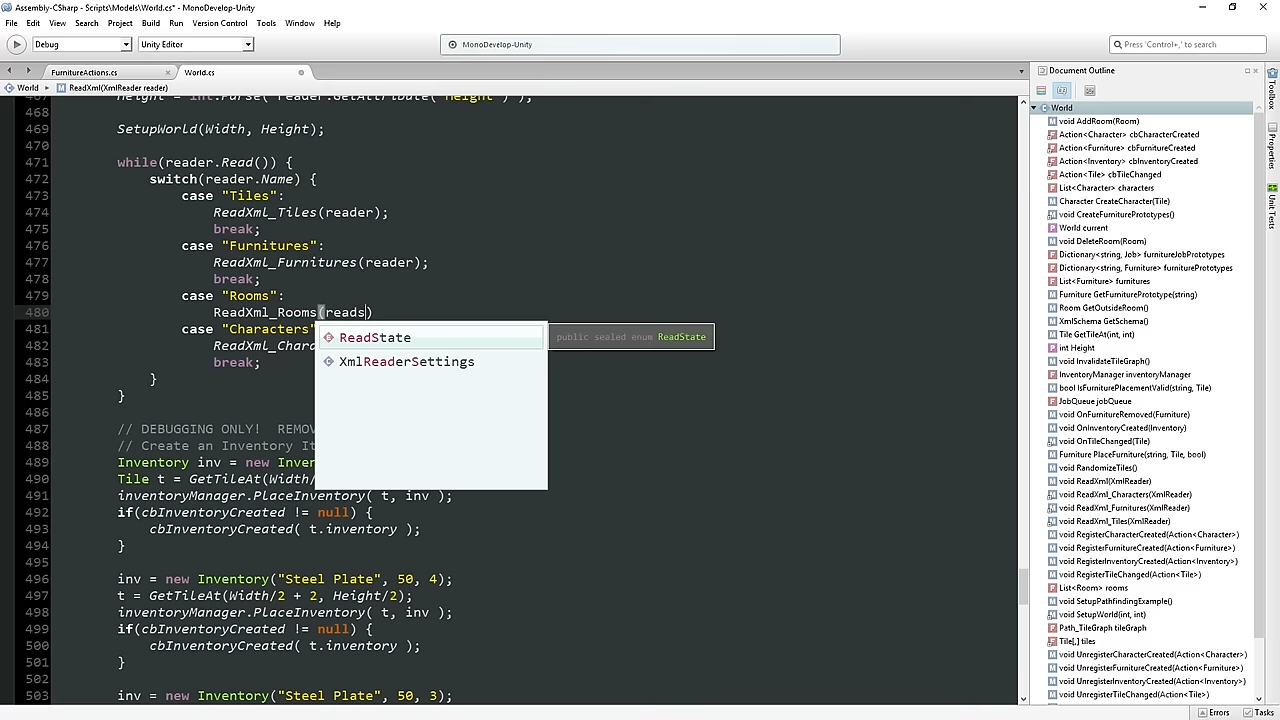 Assembly-CSharp - Scripts\Models\World.cs* - MonoDevelop-Unity
File Edit View Search Project Build Run Version Control Tools Window Help
Debug Unity Editor MonoDevelop-Unity Press 'Control+,' to search
FurnitureActions.cs World.cs
World ReadXml(XmlReader reader)
467 Height = int.Parse( reader.GetAttribute("Height") );
468
469 SetupWorld(Width, Height);
470
471 while(reader.Read()) {
472 switch(reader.Name) {
473 case "Tiles":
474 ReadXml_Tiles(reader);
475 break;
476 case "Furnitures":
477 ReadXml_Furnitures(reader);
478 break;
479 case "Rooms":
480 ReadXml_Rooms(reads)
481 case "Characters"
482 ReadXml_Chara
483 break;
484 }
485 }
486
487 // DEBUGGING ONLY!  REMOV
488 // Create an Inventory It
489 Inventory inv = new Inven
490 Tile t = GetTileAt(Width/
491 inventoryManager.PlaceInventory( t, inv );
492 if(cbInventoryCreated != null) {
493 cbInventoryCreated( t.inventory );
494 }
495
496 inv = new Inventory("Steel Plate", 50, 4);
497 t = GetTileAt(Width/2 + 2, Height/2);
498 inventoryManager.PlaceInventory( t, inv );
499 if(cbInventoryCreated != null) {
500 cbInventoryCreated( t.inventory );
501 }
502
503 inv = new Inventory("Steel Plate", 50, 3);
ReadState
XmlReaderSettings
public sealed enum ReadState
Document Outline
World
void AddRoom(Room)
Action<Character> cbCharacterCreated
Action<Furniture> cbFurnitureCreated
Action<Inventory> cbInventoryCreated
Action<Tile> cbTileChanged
List<Character> characters
Character CreateCharacter(Tile)
void CreateFurniturePrototypes()
World current
void DeleteRoom(Room)
Dictionary<string, Job> furnitureJobPrototypes
Dictionary<string, Furniture> furniturePrototypes
List<Furniture> furnitures
Furniture GetFurniturePrototype(string)
Room GetOutsideRoom()
XmlSchema GetSchema()
Tile GetTileAt(int, int)
int Height
void InvalidateTileGraph()
InventoryManager inventoryManager
bool IsFurniturePlacementValid(string, Tile)
JobQueue jobQueue
void OnFurnitureRemoved(Furniture)
void OnInventoryCreated(Inventory)
void OnTileChanged(Tile)
Furniture PlaceFurniture(string, Tile, bool)
void RandomizeTiles()
void ReadXml(XmlReader)
void ReadXml_Characters(XmlReader)
void ReadXml_Furnitures(XmlReader)
void ReadXml_Tiles(XmlReader)
void RegisterCharacterCreated(Action<Character>)
void RegisterFurnitureCreated(Action<Furniture>)
void RegisterInventoryCreated(Action<Inventory>)
void RegisterTileChanged(Action<Tile>)
List<Room> rooms
void SetupPathfindingExample()
void SetupWorld(int, int)
Path_TileGraph tileGraph
Tile[,] tiles
void UnregisterCharacterCreated(Action<Character>)
void UnregisterFurnitureCreated(Action<Furniture>)
void UnregisterInventoryCreated(Action<Inventory>)
void UnregisterTileChanged(Action<Tile>)
Toolbox
Properties
Unit Tests
Errors Tasks